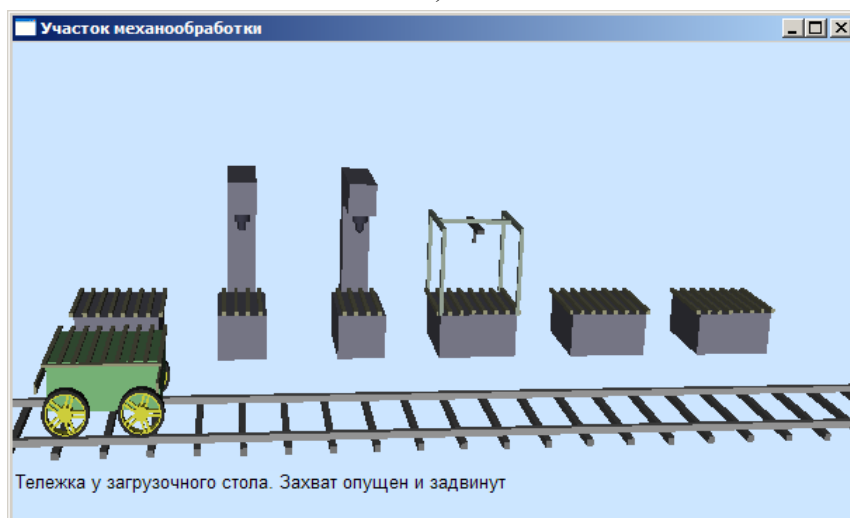 Участок механообработки
Тележка у загрузочного стола. Захват опущен и задвинут